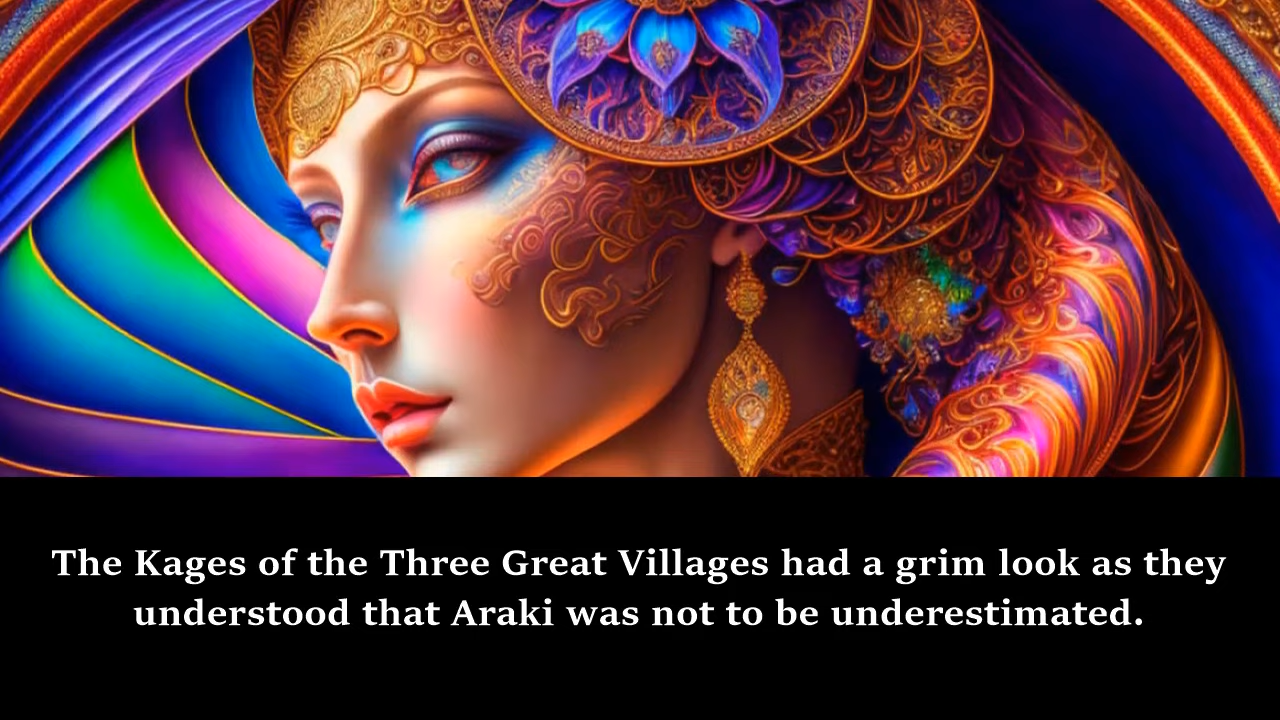 The Kages of the Three Great Villages had a grim look as they
understood that Araki was not to be underestimated.